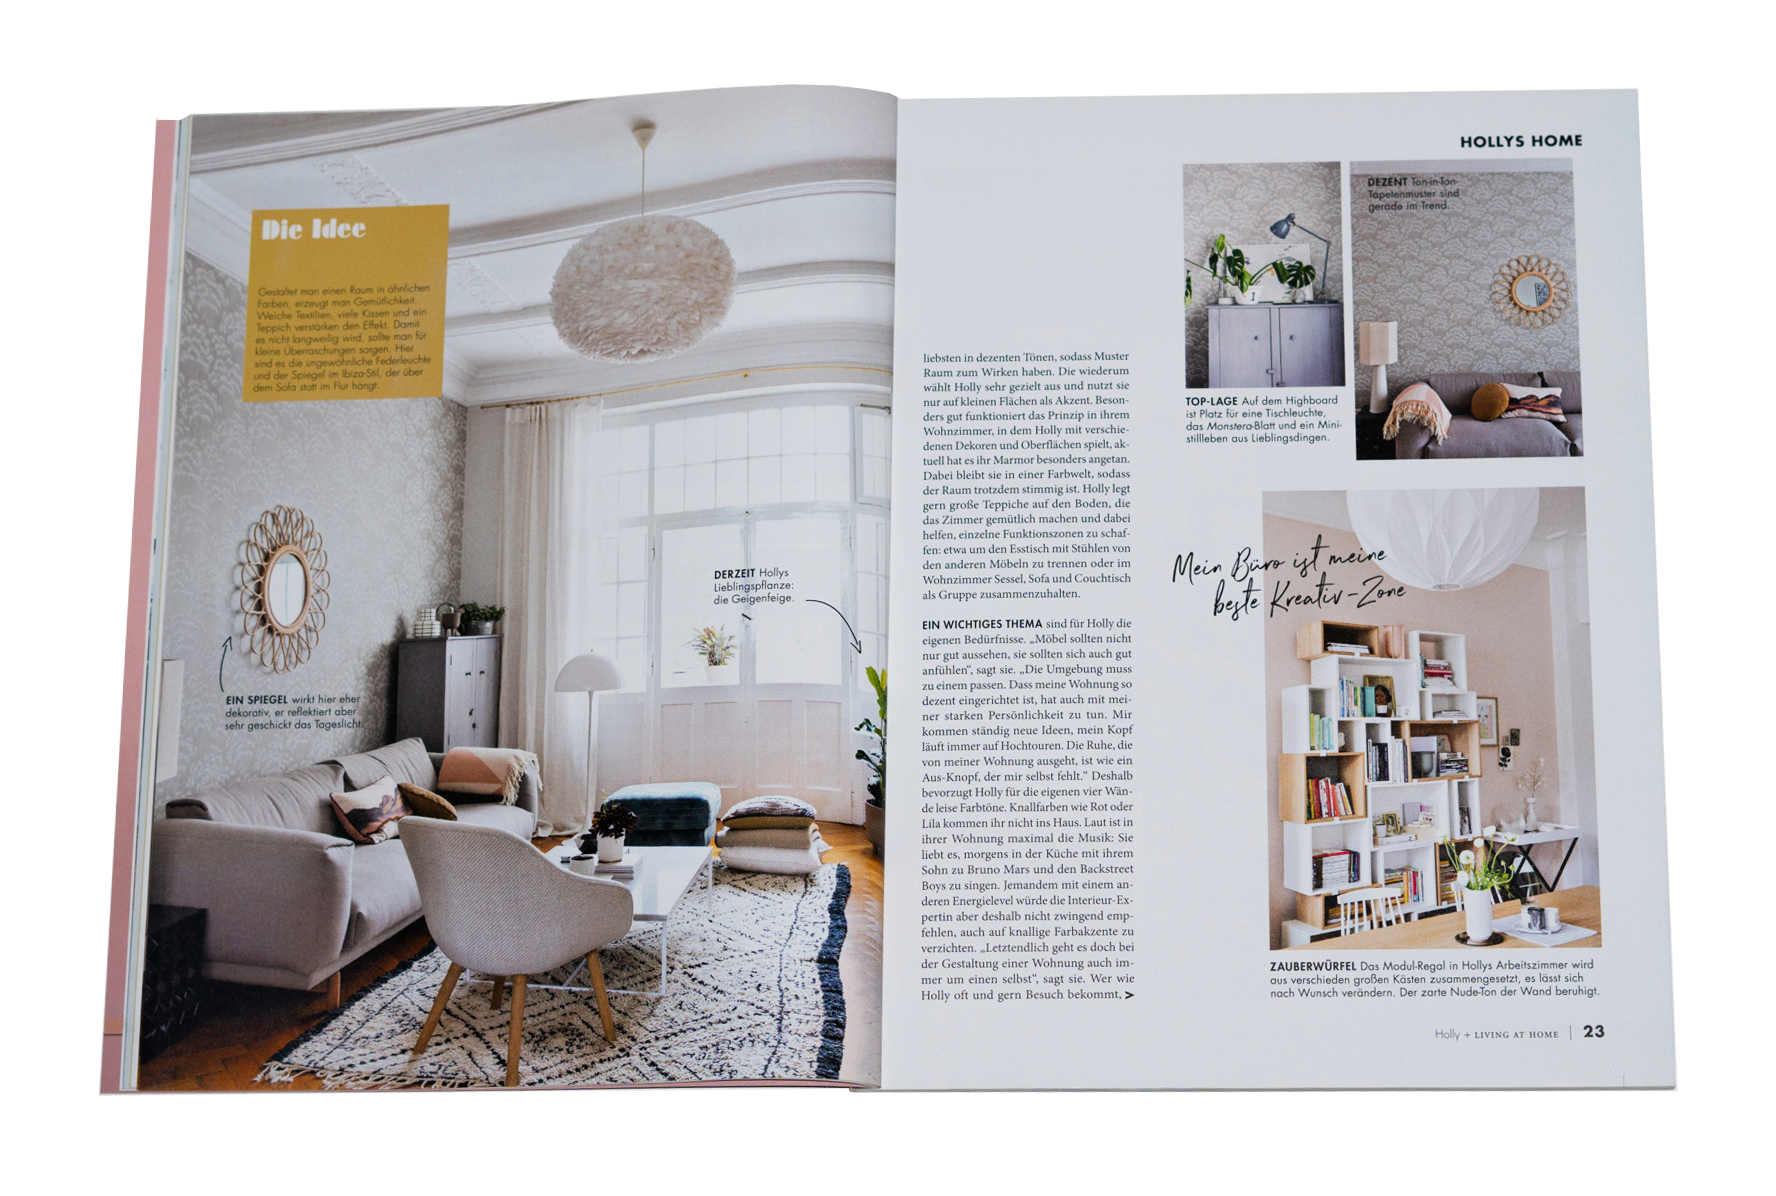 Die Idee
Gestaltet man einen Raum in ähnlichen
Farben, erzeugt man Gemütlichkeit.
Weiche Textilien, viele Kissen und ein
Teppich verstärken den Effekt. Damit
es nicht langweilig wird, sollte man für
kleine Überraschungen sorgen. Hier
sind es die ungewöhnliche Federleuchte
und der Spiegel im Ibiza-Stil, der über
dem Sofa statt im Flur hängt.
DERZEIT Hollys
Lieblingspflanze:
die Geigenfeige.
EIN SPIEGEL wirkt hier eher
dekorativ, er reflektiert aber
sehr geschickt das Tageslicht.
HOLLYS HOME
liebsten in dezenten Tönen, sodass Muster
Raum zum Wirken haben. Die wiederum
wählt Holly sehr gezielt aus und nutzt sie
nur auf kleinen Flächen als Akzent. Beson-
ders gut funktioniert das Prinzip in ihrem
Wohnzimmer, in dem Holly mit verschie-
denen Dekoren und Oberflächen spielt, ak-
tuell hat es ihr Marmor besonders angetan.
Dabei bleibt sie in einer Farbwelt, sodass
der Raum trotzdem stimmig ist. Holly legt
gern große Teppiche auf den Boden, die
das Zimmer gemütlich machen und dabei
helfen, einzelne Funktionszonen zu schaf-
fen: etwa um den Esstisch mit Stühlen von
den anderen Möbeln zu trennen oder im
Wohnzimmer Sessel, Sofa und Couchtisch
als Gruppe zusammenzuhalten.
EIN WICHTIGES THEMA sind für Holly die
eigenen Bedürfnisse. „Möbel sollten nicht
nur gut aussehen, sie sollten sich auch gut
anfühlen“, sagt sie. „Die Umgebung muss
zu einem passen. Dass meine Wohnung so
dezent eingerichtet ist, hat auch mit mei-
ner starken Persönlichkeit zu tun. Mir
kommen ständig neue Ideen, mein Kopf
läuft immer auf Hochtouren. Die Ruhe, die
von meiner Wohnung ausgeht, ist wie ein
Aus-Knopf, der mir selbst fehlt.“ Deshalb
bevorzugt Holly für die eigenen vier Wän-
de leise Farbtöne. Knallfarben wie Rot oder
Lila kommen ihr nicht ins Haus. Laut ist in
ihrer Wohnung maximal die Musik: Sie
liebt es, morgens in der Küche mit ihrem
Sohn zu Bruno Mars und den Backstreet
Boys zu singen. Jemandem mit einem an-
deren Energielevel würde die Interieur-Ex-
pertin aber deshalb nicht zwingend emp-
fehlen, auch auf knallige Farbakzente zu
verzichten. „Letztendlich geht es doch bei
der Gestaltung einer Wohnung auch im-
mer um einen selbst“, sagt sie. Wer wie
Holly oft und gern Besuch bekommt, >
TOP-LAGE Auf dem Highboard
ist Platz für eine Tischleuchte,
das Monstera-Blatt und ein Mini-
stillleben aus Lieblingsdingen.
DEZENT Ton-in-Ton-
Tapetenmuster sind
gerade im Trend.
Mein Büro ist meine
beste Kreativ-Zone
ZAUBERWÜRFEL Das Modul-Regal in Hollys Arbeitszimmer wird
aus verschieden großen Kästen zusammengesetzt, es lässt sich
nach Wunsch verändern. Der zarte Nude-Ton der Wand beruhigt.
Holly + LIVING AT HOME | 23